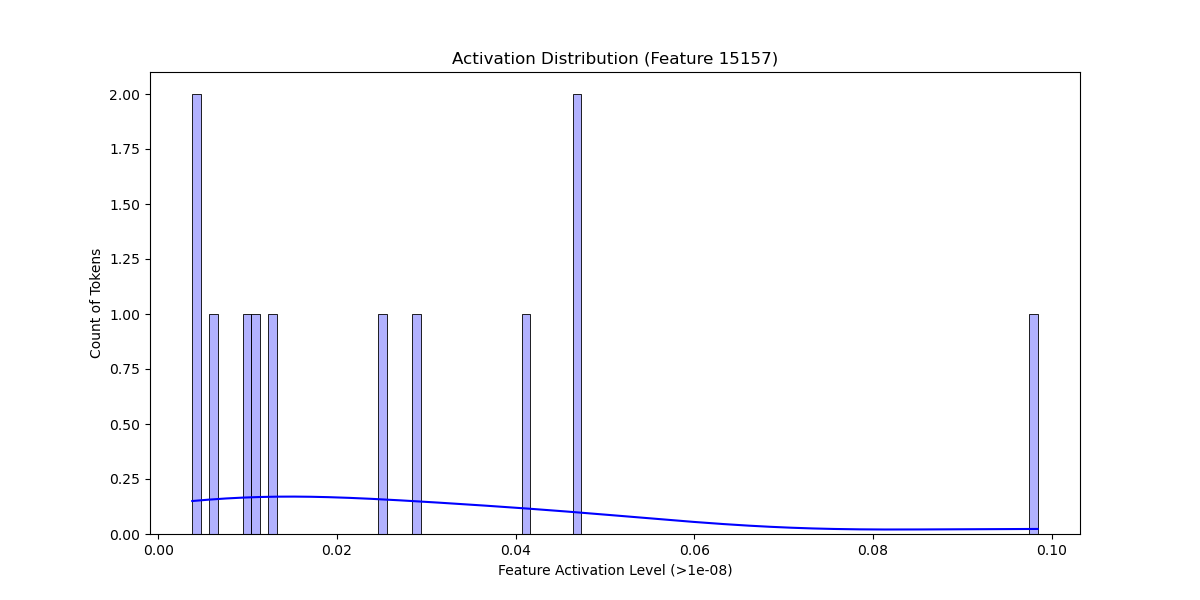 Activation Distribution (Feature 15157)
2.00
1.75
1.50
1.25
1.00
0.75
0.50
0.25
0.00
Count of Tokens
0.00 0.02 0.04 0.06 0.08 0.10
Feature Activation Level (>1e-08)